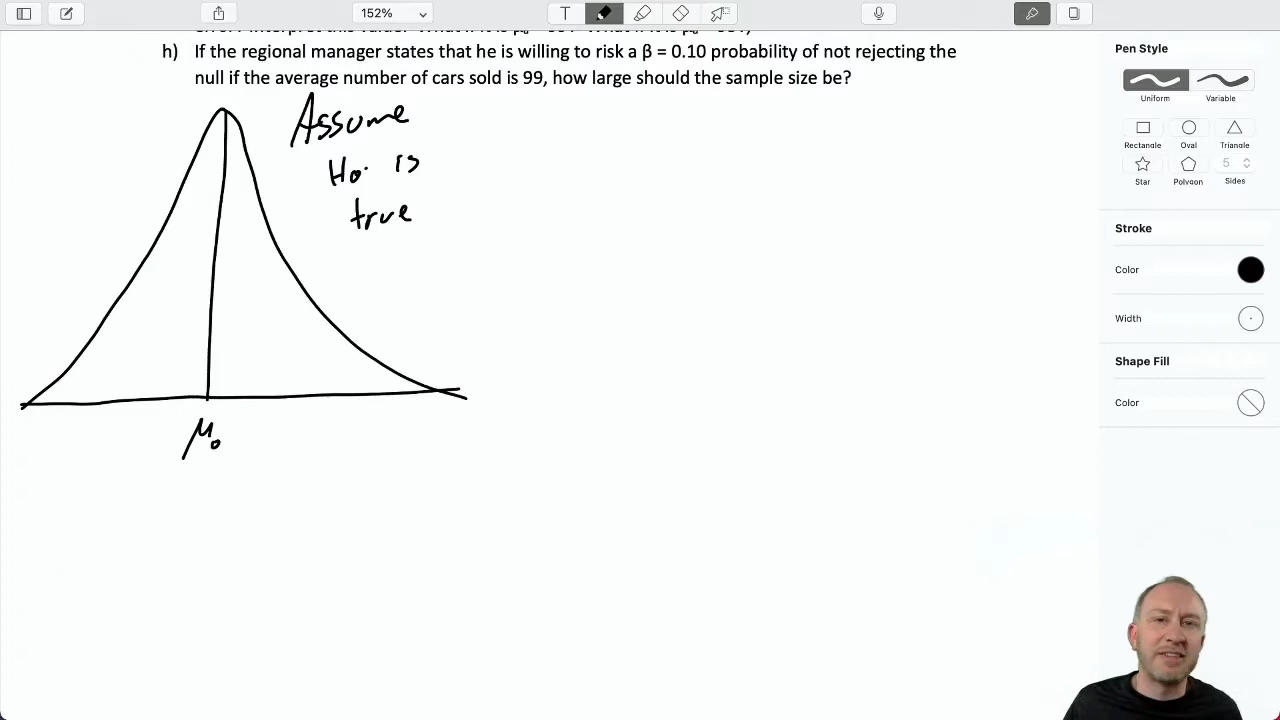 152%
T
h) If the regional manager states that he is willing to risk a β = 0.10 probability of not rejecting the
null if the average number of cars sold is 99, how large should the sample size be?
Assume
Ho is
true
μo
Pen Style
Uniform Variable
Rectangle Oval Triangle
Star Polygon 5 Sides
Stroke
Color
Width
Shape Fill
Color